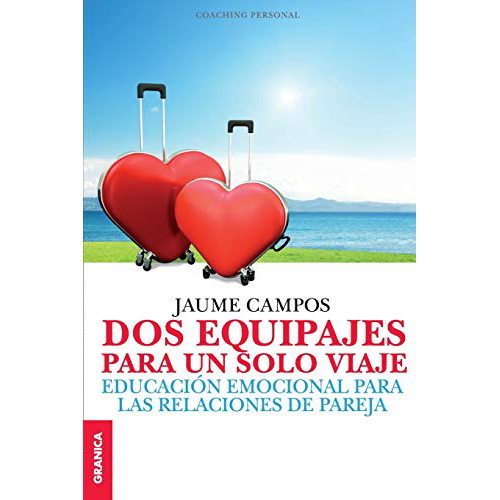 COACHING PERSONAL
JAUME CAMPOS
DOS EQUIPAJES
PARA UN SOLO VIAJE
EDUCACIÓN EMOCIONAL PARA
LAS RELACIONES DE PAREJA
GRANICA